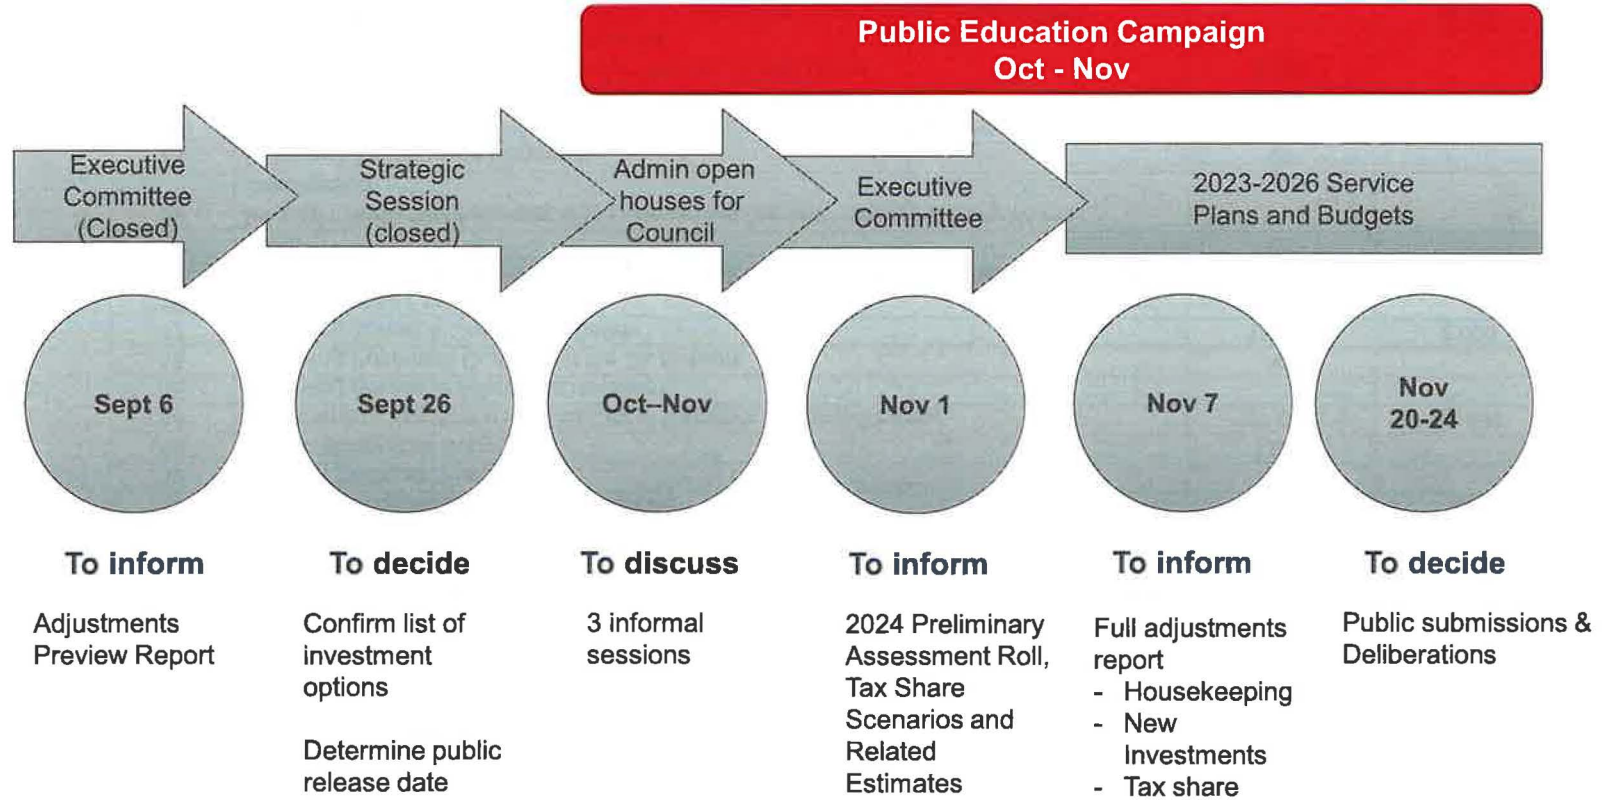 Public Education Campaign
Oct - Nov
Executive
Committee
(Closed)
Strategic
Session
(closed)
Admin open
houses for
Council
Executive
Committee
2023-2026 Service
Plans and Budgets
Sept 6
Sept 26
Oct–Nov
Nov 1
Nov 7
Nov
20-24
To inform
Adjustments
Preview Report
To decide
Confirm list of
investment
options
Determine public
release date
To discuss
3 informal
sessions
To inform
2024 Preliminary
Assessment Roll,
Tax Share
Scenarios and
Related
Estimates
To inform
Full adjustments
report
- Housekeeping
- New
Investments
- Tax share
To decide
Public submissions &
Deliberations